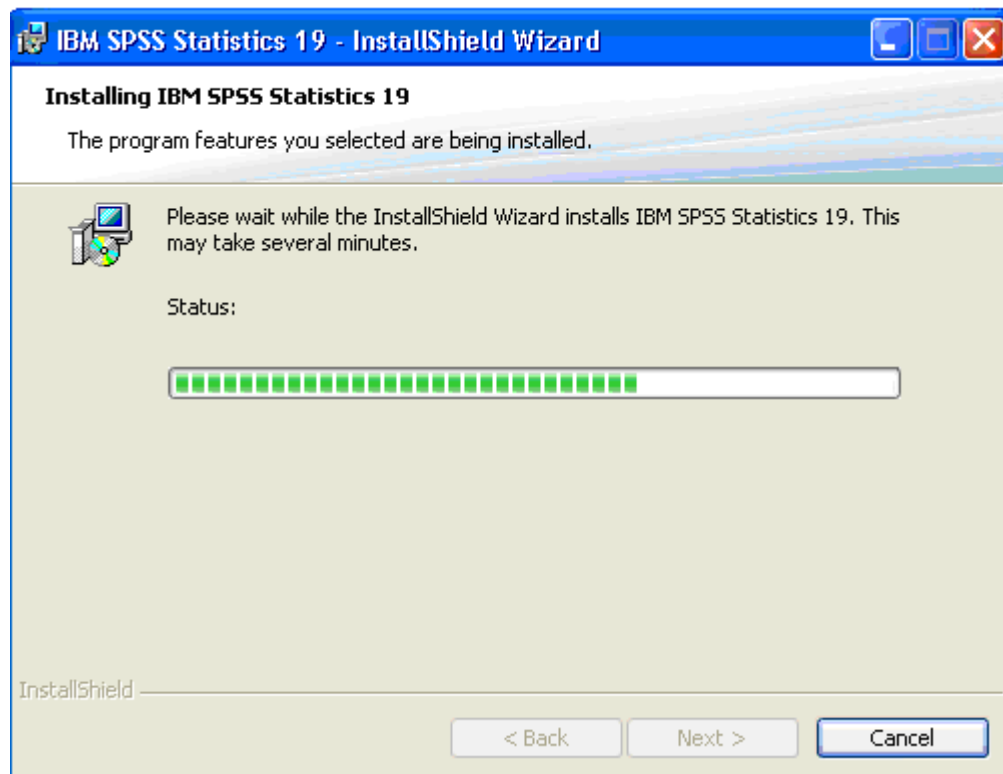 IBM SPSS Statistics 19 - InstallShield Wizard
Installing IBM SPSS Statistics 19
The program features you selected are being installed.
Please wait while the InstallShield Wizard installs IBM SPSS Statistics 19. This
may take several minutes.
Status:
InstallShield
< Back
Next >
Cancel